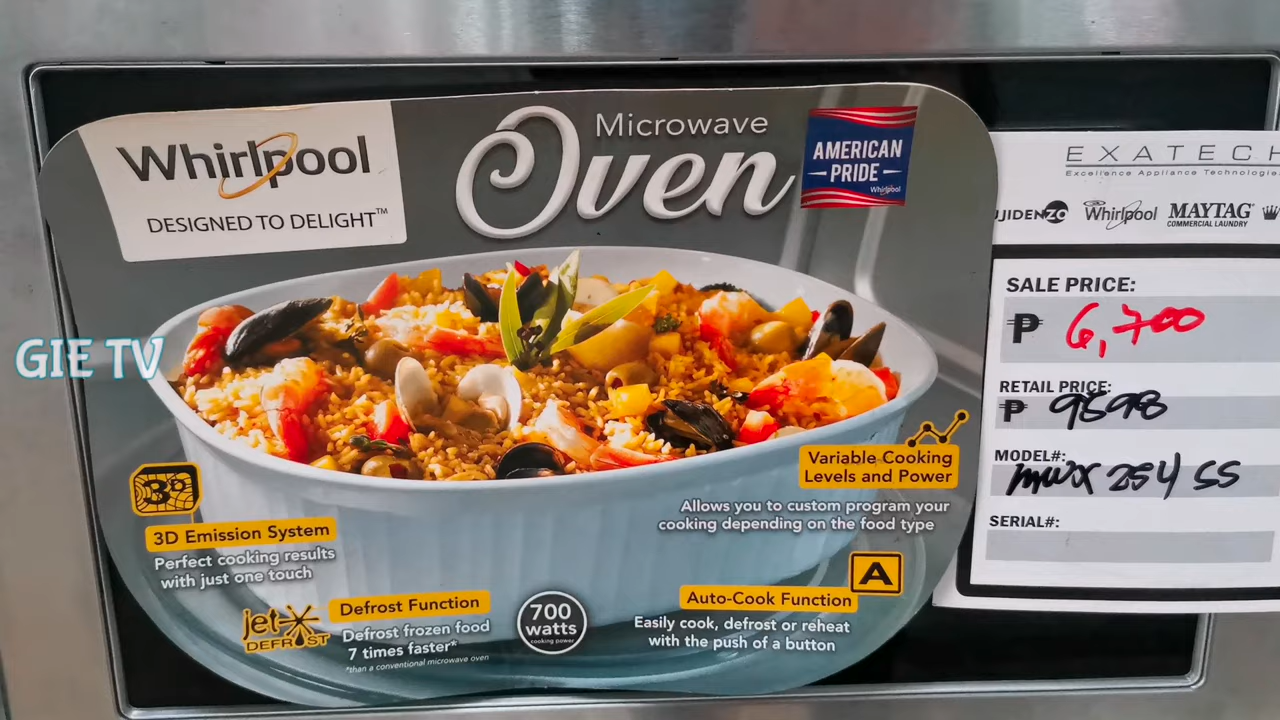 Whirlpool
DESIGNED TO DELIGHT™
Microwave
Oven
AMERICAN
PRIDE
Whirlpool
EXATECH
Excellence Appliance Technologies
UJIDENZO
Whirlpool
MAYTAG
COMMERCIAL LAUNDRY
SALE PRICE:
₱ 6,700
RETAIL PRICE:
₱ 9598
MODEL#:
MWX 254 SS
SERIAL#:
GIE TV
3D
3D Emission System
Perfect cooking results
with just one touch
jet
DEFROST
Defrost Function
Defrost frozen food
7 times faster*
*than a conventional microwave oven
700
watts
cooking power
Variable Cooking
Levels and Power
Allows you to custom program your
cooking depending on the food type
A
Auto-Cook Function
Easily cook, defrost or reheat
with the push of a button